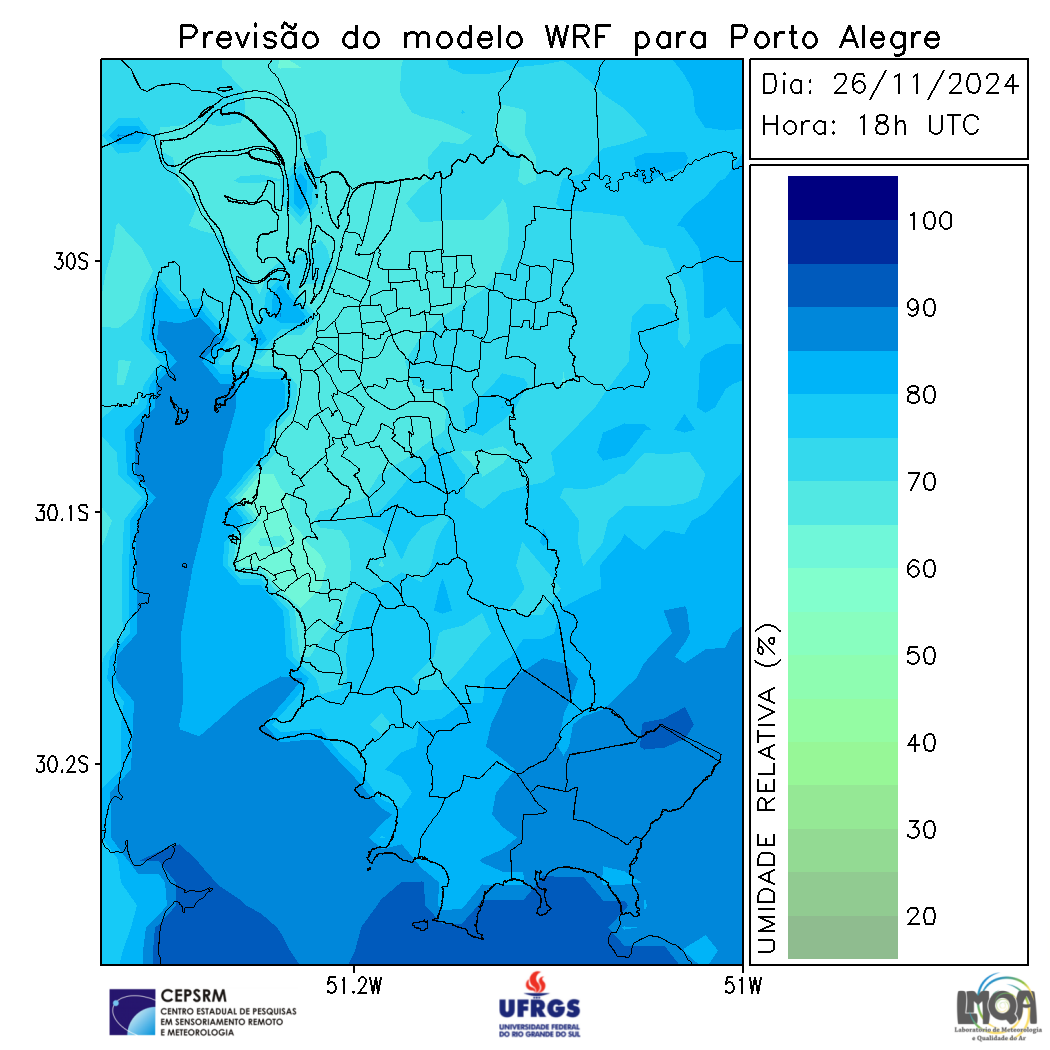 Previsão do modelo WRF para Porto Alegre
Dia: 26/11/2024
Hora: 18h UTC
100
90
80
70
60
50
40
30
20
UMIDADE RELATIVA (%)
30S
30.1S
30.2S
51.2W
51W
CEPSRM
CENTRO ESTADUAL DE PESQUISAS
EM SENSORIAMENTO REMOTO
E METEOROLOGIA
UFRGS
UNIVERSIDADE FEDERAL
DO RIO GRANDE DO SUL
LMQA
Laboratório de Meteorologia
e Qualidade do Ar